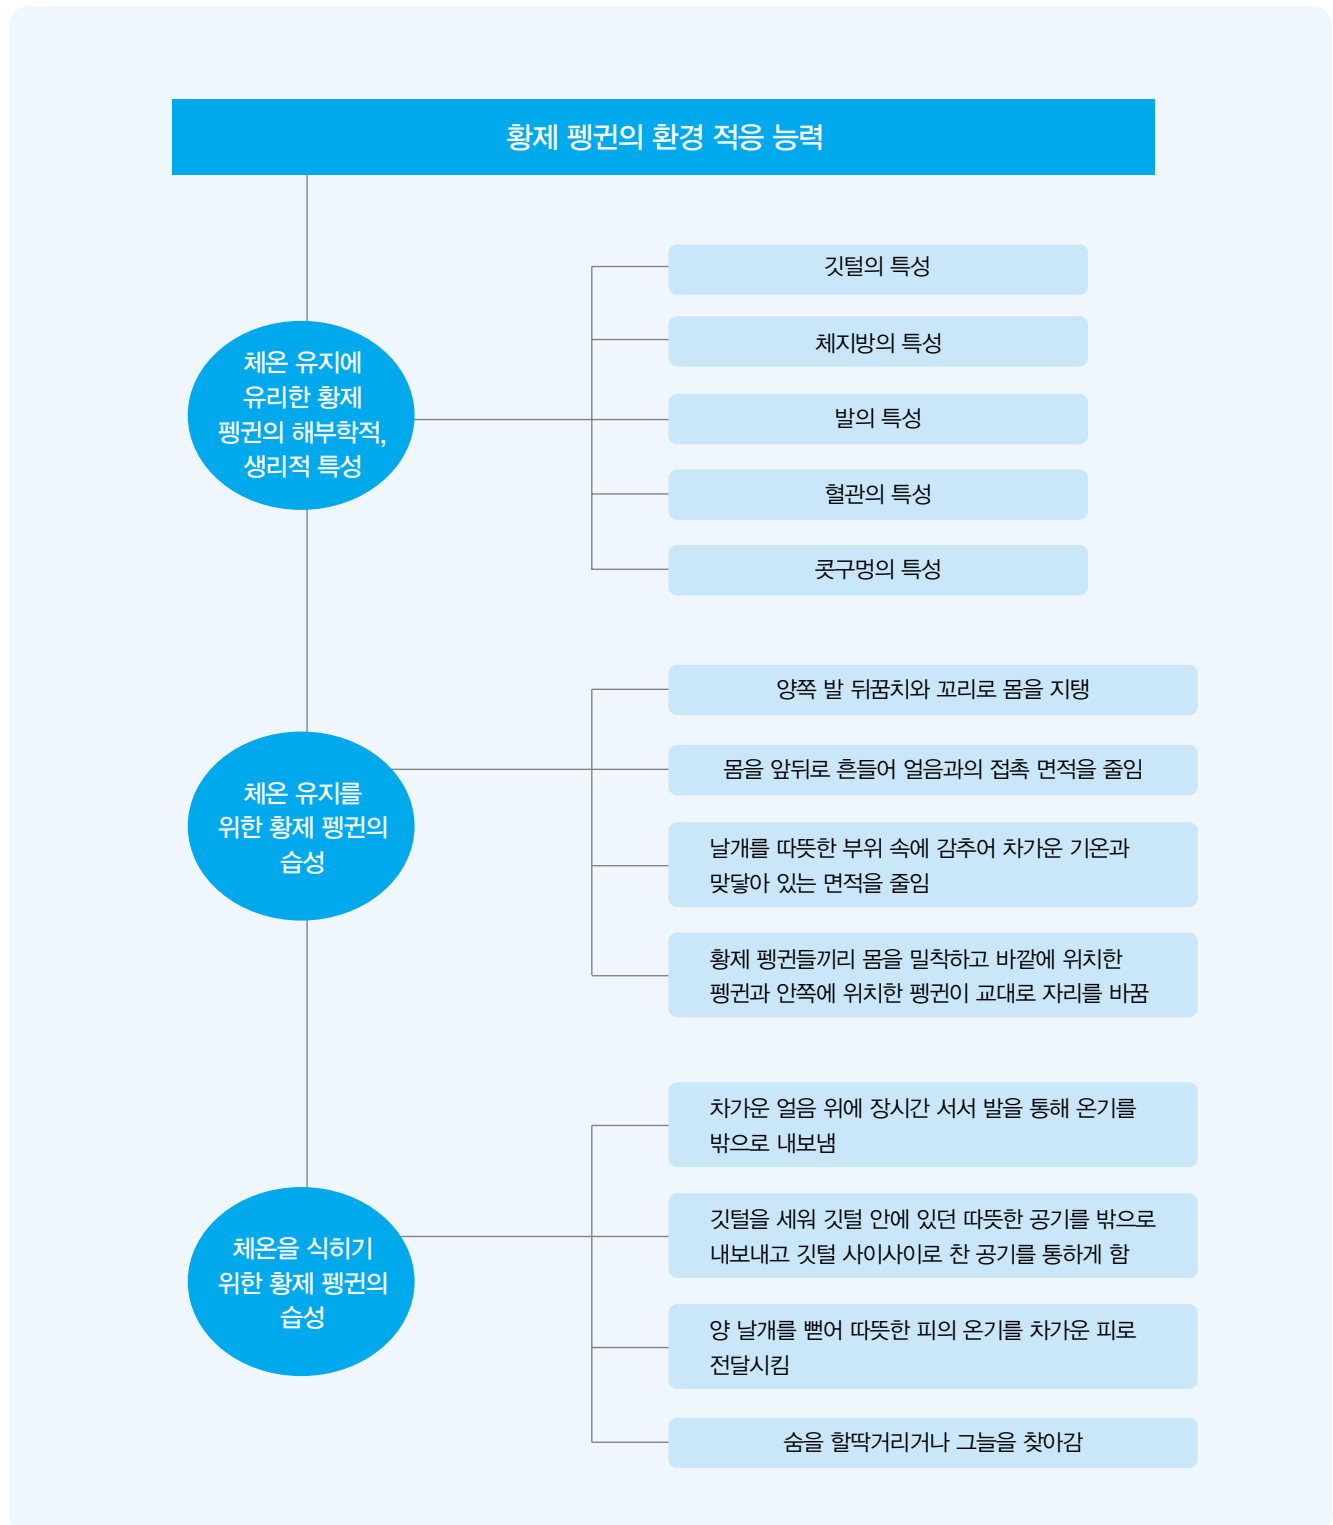 황제 펭귄의 환경 적응 능력
체온 유지에
유리한 황제
펭귄의 해부학적,
생리적 특성
깃털의 특성
체지방의 특성
발의 특성
혈관의 특성
콧구멍의 특성
체온 유지를
위한 황제 펭귄의
습성
양쪽 발 뒤꿈치와 꼬리로 몸을 지탱
몸을 앞뒤로 흔들어 얼음과의 접촉 면적을 줄임
날개를 따뜻한 부위 속에 감추어 차가운 기온과
맞닿아 있는 면적을 줄임
황제 펭귄들끼리 몸을 밀착하고 바깥에 위치한
펭귄과 안쪽에 위치한 펭귄이 교대로 자리를 바꿈
체온을 식히기
위한 황제 펭귄의
습성
차가운 얼음 위에 장시간 서서 발을 통해 온기를
밖으로 내보냄
깃털을 세워 깃털 안에 있던 따뜻한 공기를 밖으로
내보내고 깃털 사이사이로 찬 공기를 통하게 함
양 날개를 뻗어 따뜻한 피의 온기를 차가운 피로
전달시킴
숨을 할딱거리거나 그늘을 찾아감